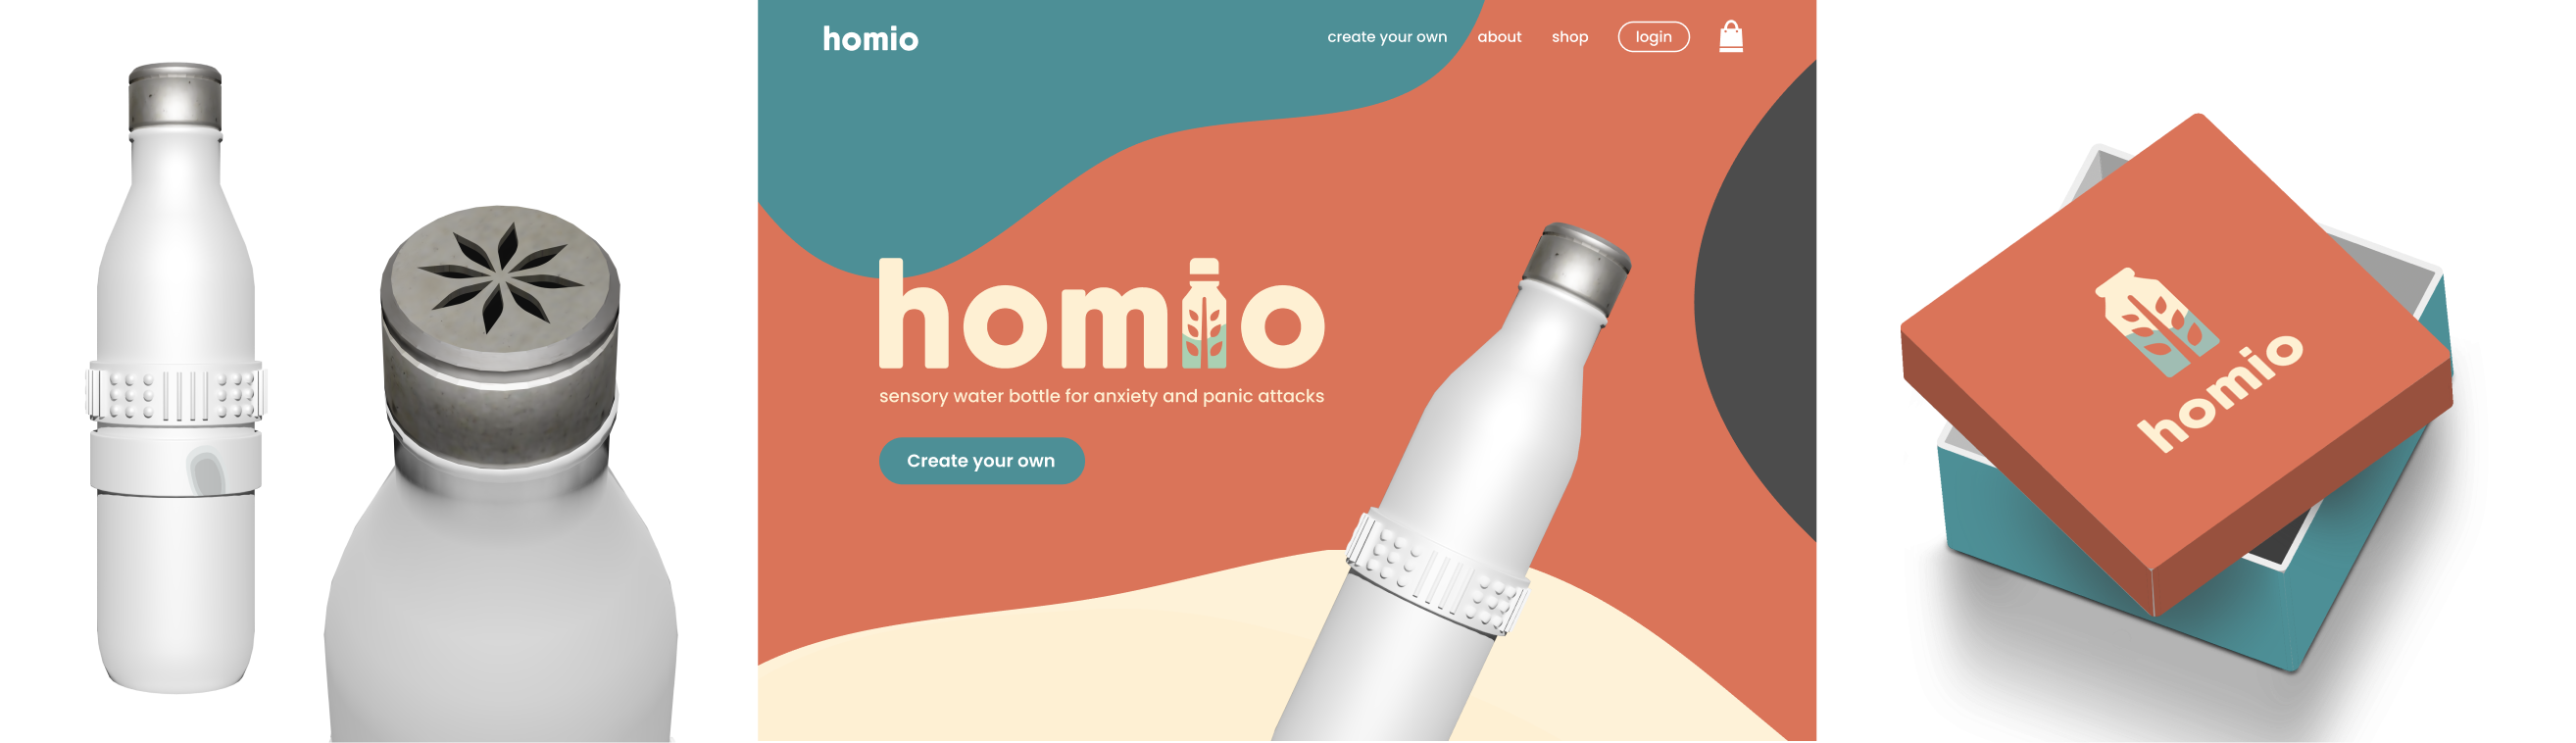 homio
create your own about shop login
homio
sensory water bottle for anxiety and panic attacks
Create your own
homio